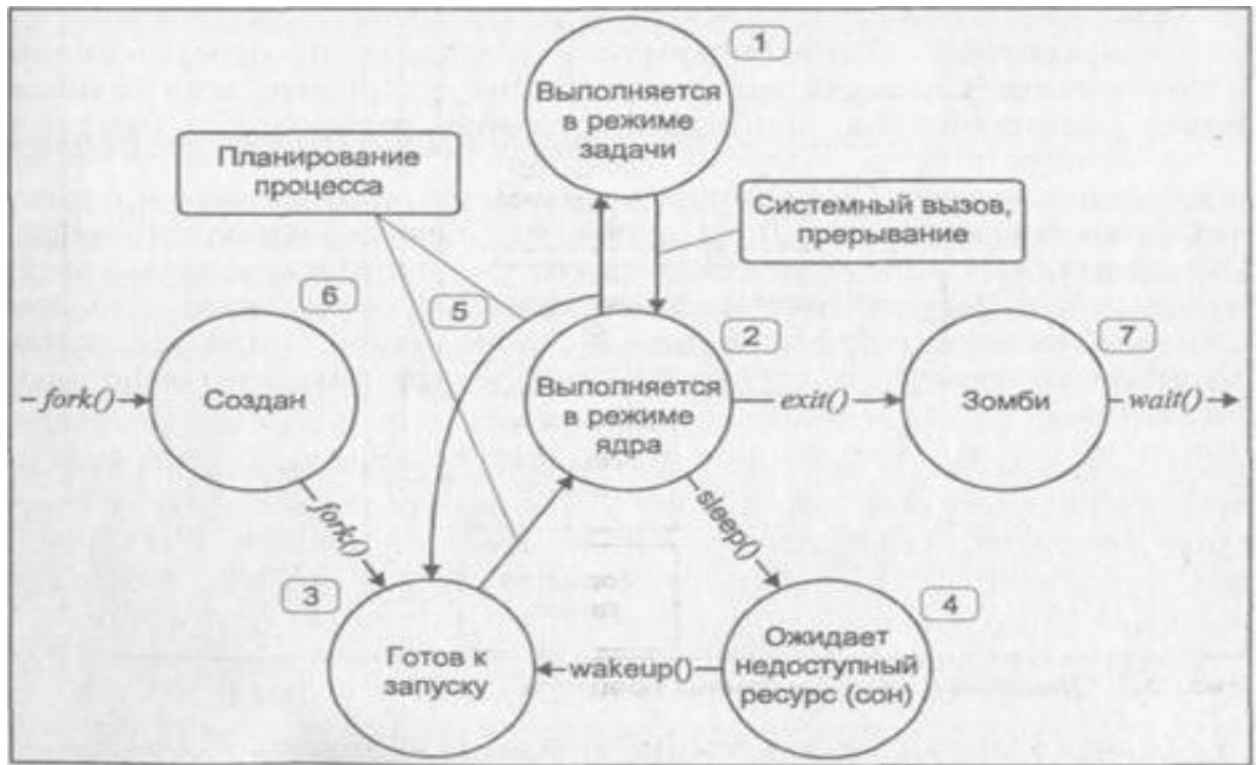 1
Выполняется
в режиме
задачи
Планирование
процесса
Системный вызов,
прерывание
6
5
2
7
fork()
Создан
Выполняется
в режиме
ядра
exit()
Зомби
wait()
fork()
sleep()
3
4
Готов к
запуску
wakeup()
Ожидает
недоступный
ресурс (сон)